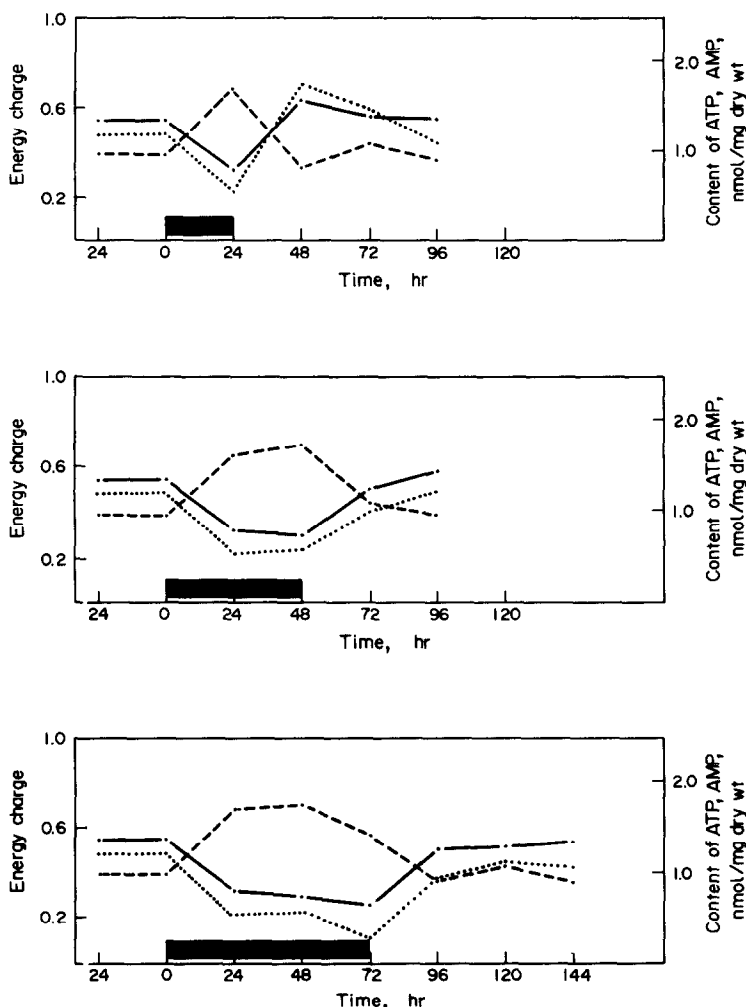 1.0
0.6
0.2
Energy charge
2.0
1.0
Content of ATP, AMP,
nmol/mg dry wt
24 0 24 48 72 96 120
Time, hr
1.0
0.6
0.2
Energy charge
2.0
1.0
Content of ATP, AMP,
nmol/mg dry wt
24 0 24 48 72 96 120
Time, hr
1.0
0.6
0.2
Energy charge
2.0
1.0
Content of ATP, AMP,
nmol/mg dry wt
24 0 24 48 72 96 120 144
Time, hr